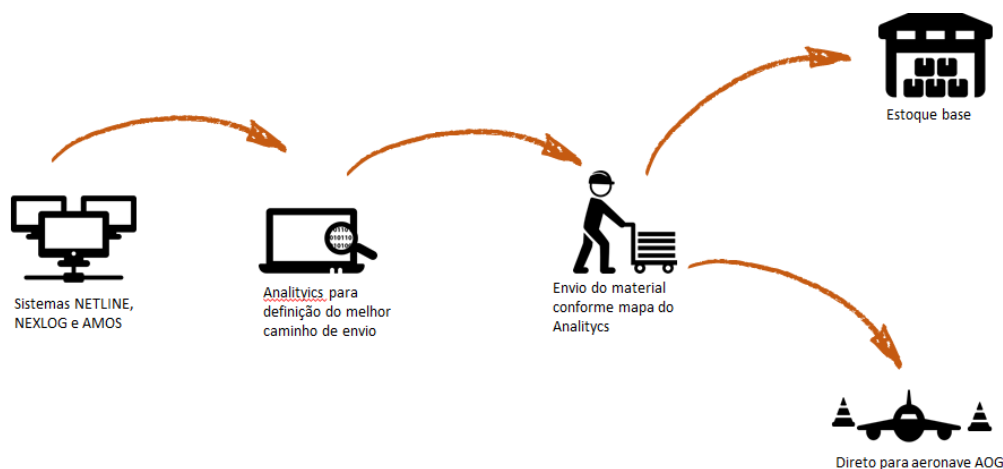 Sistemas NETLINE,
NEXLOG e AMOS
Analityics para
definição do melhor
caminho de envio
Envio do material
conforme mapa do
Analitycs
Estoque base
Direto para aeronave AOG